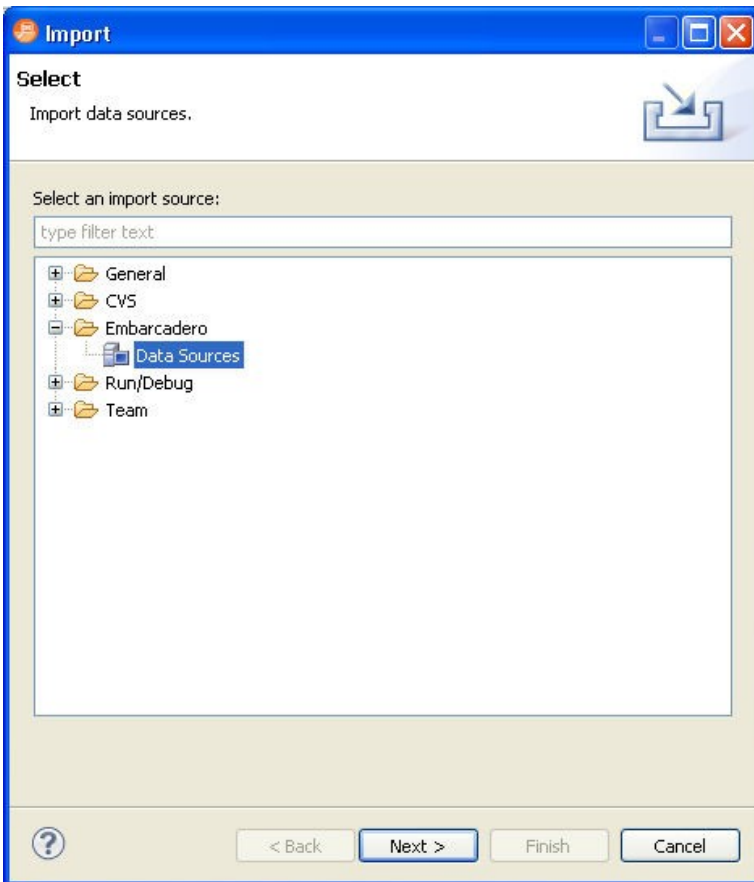 Import
Select
Import data sources.
Select an import source:
type filter text
General
CVS
Embarcadero
Data Sources
Run/Debug
Team
?
< Back
Next >
Finish
Cancel